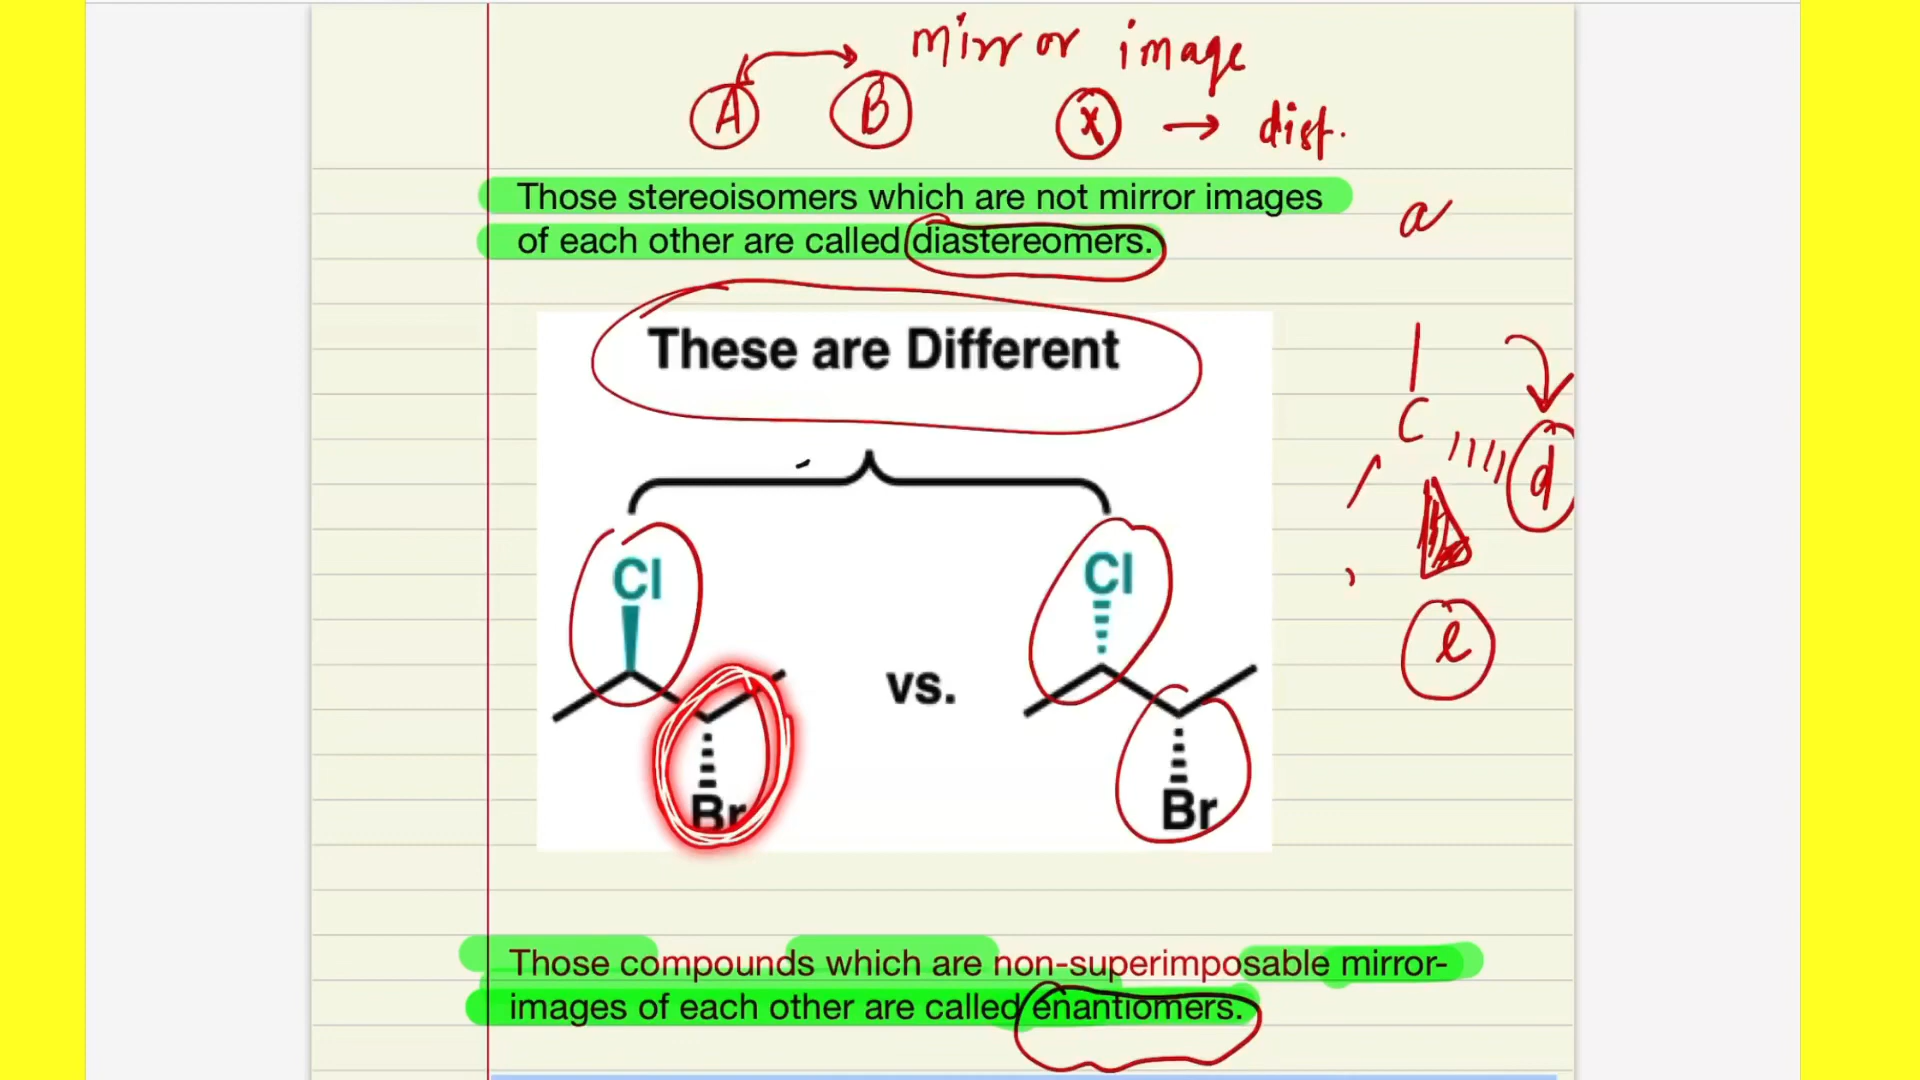 mirror image
A B x → dist.
Those stereoisomers which are not mirror images
of each other are called diastereomers.
a
These are Different
C d
Cl Cl
l
vs.
Br Br
Those compounds which are non-superimposable mirror-
images of each other are called enantiomers.